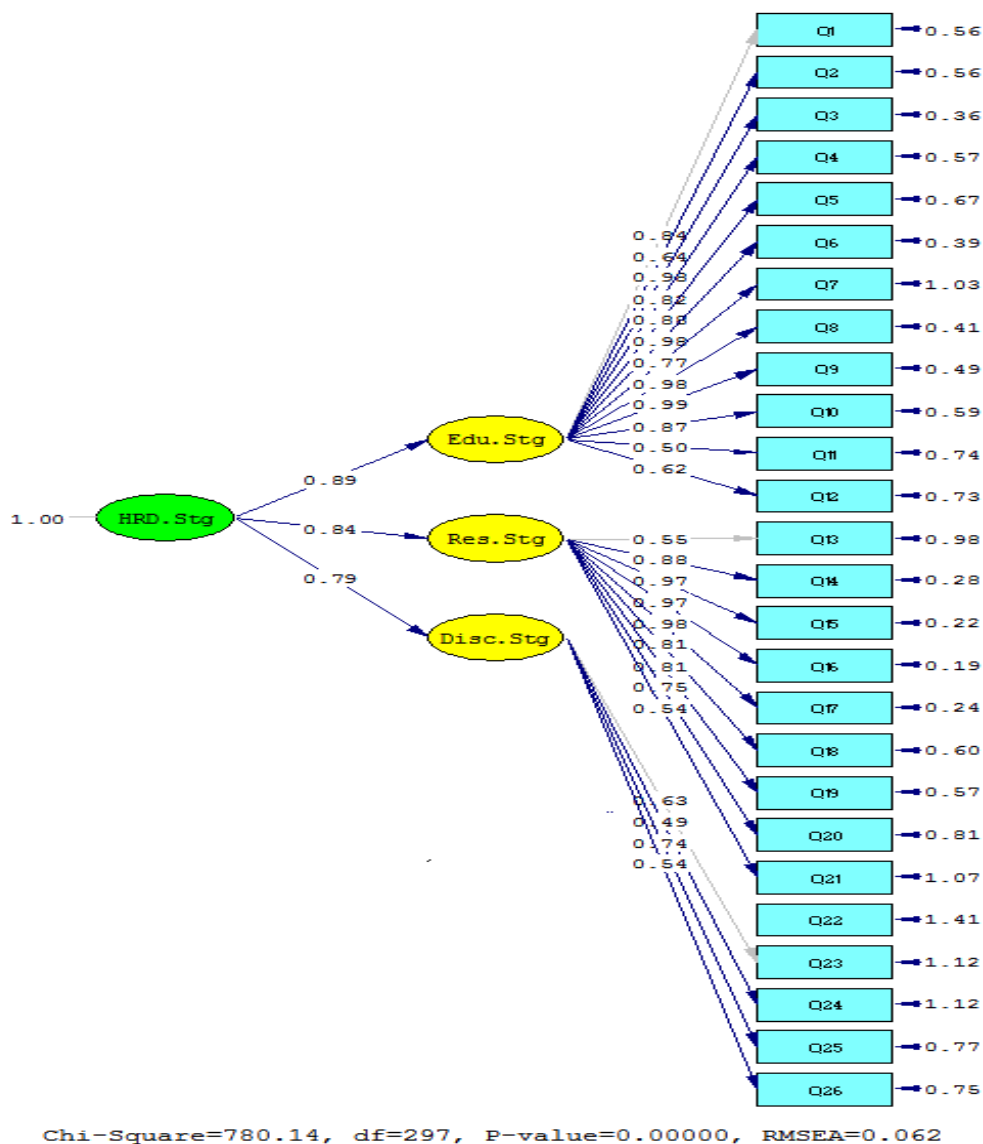 Q1
0.56
Q2
0.56
Q3
0.36
Q4
0.57
Q5
0.67
Q6
0.39
Q7
1.03
Q8
0.41
Q9
0.49
Q10
0.59
Q11
0.74
Q12
0.73
Q13
0.98
Q14
0.28
Q15
0.22
Q16
0.19
Q17
0.24
Q18
0.60
Q19
0.57
Q20
0.81
Q21
1.07
Q22
1.41
Q23
1.12
Q24
1.12
Q25
0.77
Q26
0.75
0.84
0.64
0.98
0.82
0.82
0.98
0.77
0.98
0.99
0.87
0.50
0.62
0.55
0.88
0.97
0.97
0.98
0.81
0.81
0.75
0.54
0.63
0.49
0.74
0.54
Edu.Stg
Res.Stg
Disc.Stg
0.89
0.84
0.79
1.00
HRD.Stg
Chi-Square=780.14, df=297, P-value=0.00000, RMSEA=0.062